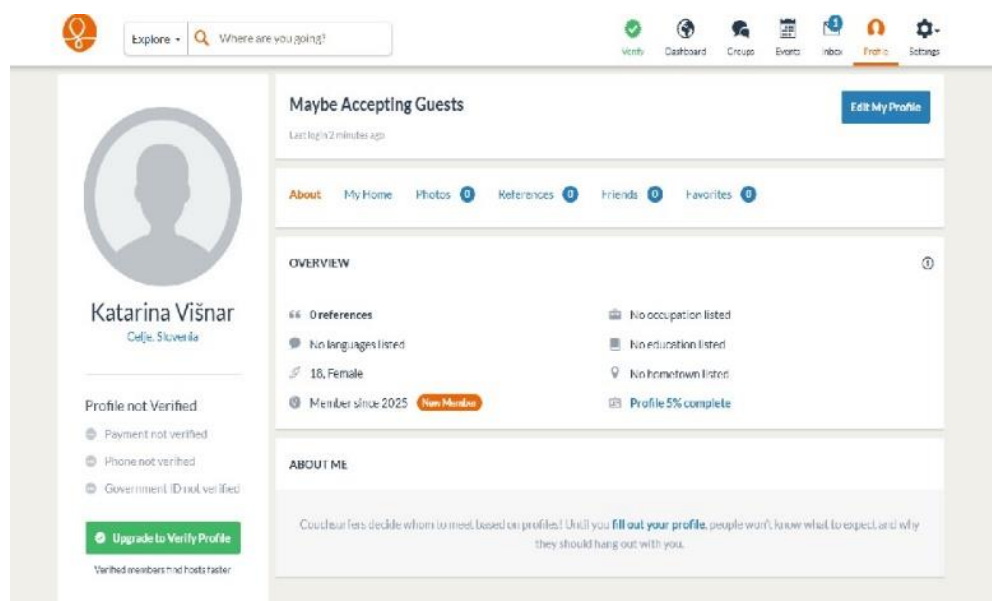 Explore Where are you going?
Verify Dashboard Groups Events 1 Inbox Profile Settings
Maybe Accepting Guests
Edit My Profile
Last login 2 minutes ago
About My Home Photos 0 References 0 Friends 0 Favorites 0
Katarina Višnar
Celje, Slovenia
Profile not Verified
Payment not verified
Phone not verified
Government ID not verified
Upgrade to Verify Profile
Verified members find hosts faster
OVERVIEW
0 references
No languages listed
18, Female
Member since 2025 New Member
No occupation listed
No education listed
No hometown listed
Profile 5% complete
ABOUT ME
Couchsurfers decide whom to meet based on profiles! Until you fill out your profile, people won't know what to expect and why
they should hang out with you.